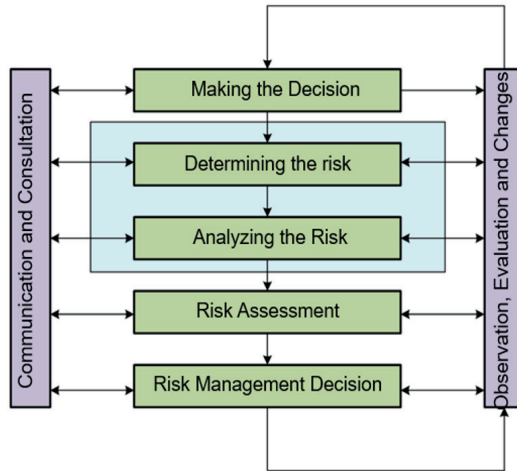 Making the Decision
Determining the risk
Analyzing the Risk
Risk Assessment
Risk Management Decision
Communication and Consultation
Observation, Evaluation and Changes